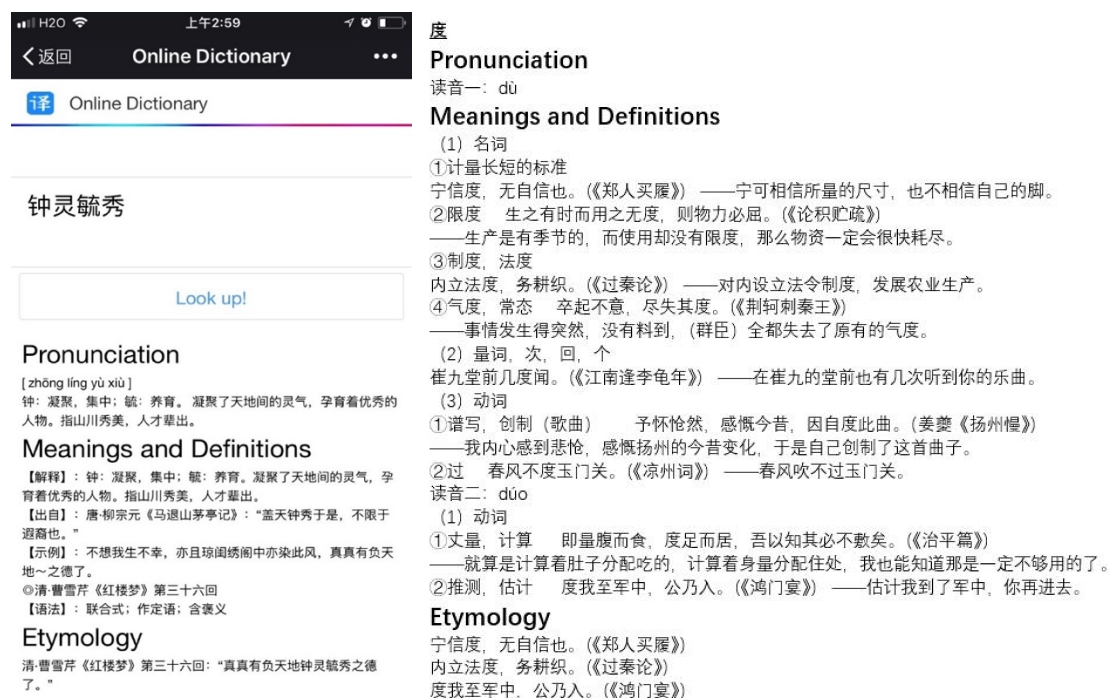 H2O
上午2:59
返回
Online Dictionary
译 Online Dictionary
钟灵毓秀
Look up!
Pronunciation
[ zhōng líng yù xiù ]
钟：凝聚，集中；毓：养育。凝聚了天地间的灵气，孕育着优秀的
人物。指山川秀美，人才辈出。
Meanings and Definitions
【解释】：钟：凝聚，集中；毓：养育。凝聚了天地间的灵气，孕
育着优秀的人物。指山川秀美，人才辈出。
【出自】：唐·柳宗元《马退山茅亭记》：“盖天钟秀于是，不限于
遐裔也。”
【示例】：不想我生不幸，亦且琼闺绣阁中亦染此风，真真有负天
地～之德了。
◎清·曹雪芹《红楼梦》第三十六回
【语法】：联合式；作定语；含褒义
Etymology
清·曹雪芹《红楼梦》第三十六回：“真真有负天地钟灵毓秀之德
了。”
度
Pronunciation
读音一：dù
Meanings and Definitions
（1）名词
①计量长短的标准
宁信度，无自信也。(《郑人买履》) ——宁可相信所量的尺寸，也不相信自己的脚。
②限度 生之有时而用之无度，则物力必屈。(《论积贮疏》)
——生产是有季节的，而使用却没有限度，那么物资一定会很快耗尽。
③制度，法度
内立法度，务耕织。(《过秦论》) ——对内设立法令制度，发展农业生产。
④气度，常态 卒起不意，尽失其度。(《荆轲刺秦王》)
——事情发生得突然，没有料到，（群臣）全都失去了原有的气度。
（2）量词，次，回，个
崔九堂前几度闻。(《江南逢李龟年》) ——在崔九的堂前也有几次听到你的乐曲。
（3）动词
①谱写，创制（歌曲） 予怀怆然，感慨今昔，因自度此曲。(姜夔《扬州慢》)
——我内心感到悲怆，感慨扬州的今昔变化，于是自己创制了这首曲子。
②过 春风不度玉门关。(《凉州词》) ——春风吹不过玉门关。
读音二：dúo
（1）动词
①丈量，计算 即量腹而食，度足而居，吾以知其必不敷矣。(《治平篇》)
——就算是计算着肚子分配吃的，计算着身量分配住处，我也能知道那是一定不够用的了。
②推测，估计 度我至军中，公乃入。(《鸿门宴》) ——估计我到了军中，你再进去。
Etymology
宁信度，无自信也。(《郑人买履》)
内立法度，务耕织。(《过秦论》)
度我至军中，公乃入。(《鸿门宴》)